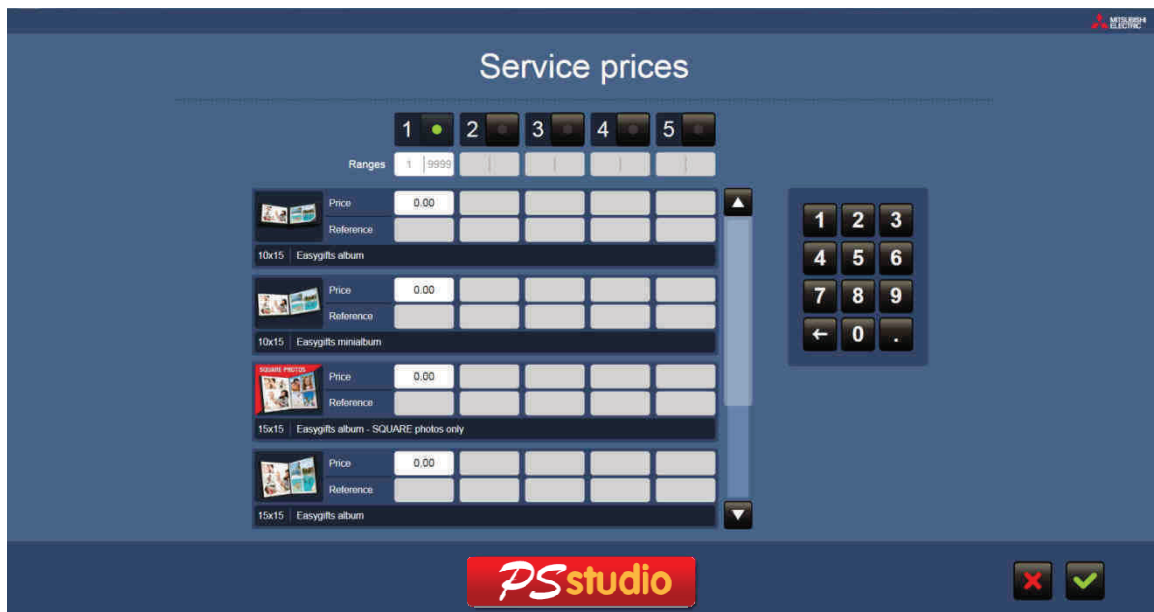 MITSUBISHI
ELECTRIC
Service prices
1 2 3 4 5
Ranges 1 9999
Price 0.00
Reference
10x15 Easygifts album
Price 0.00
Reference
10x15 Easygifts minialbum
SQUARE PHOTOS
Price 0.00
Reference
15x15 Easygifts album - SQUARE photos only
Price 0.00
Reference
15x15 Easygifts album
1 2 3
4 5 6
7 8 9
← 0 .
PSstudio